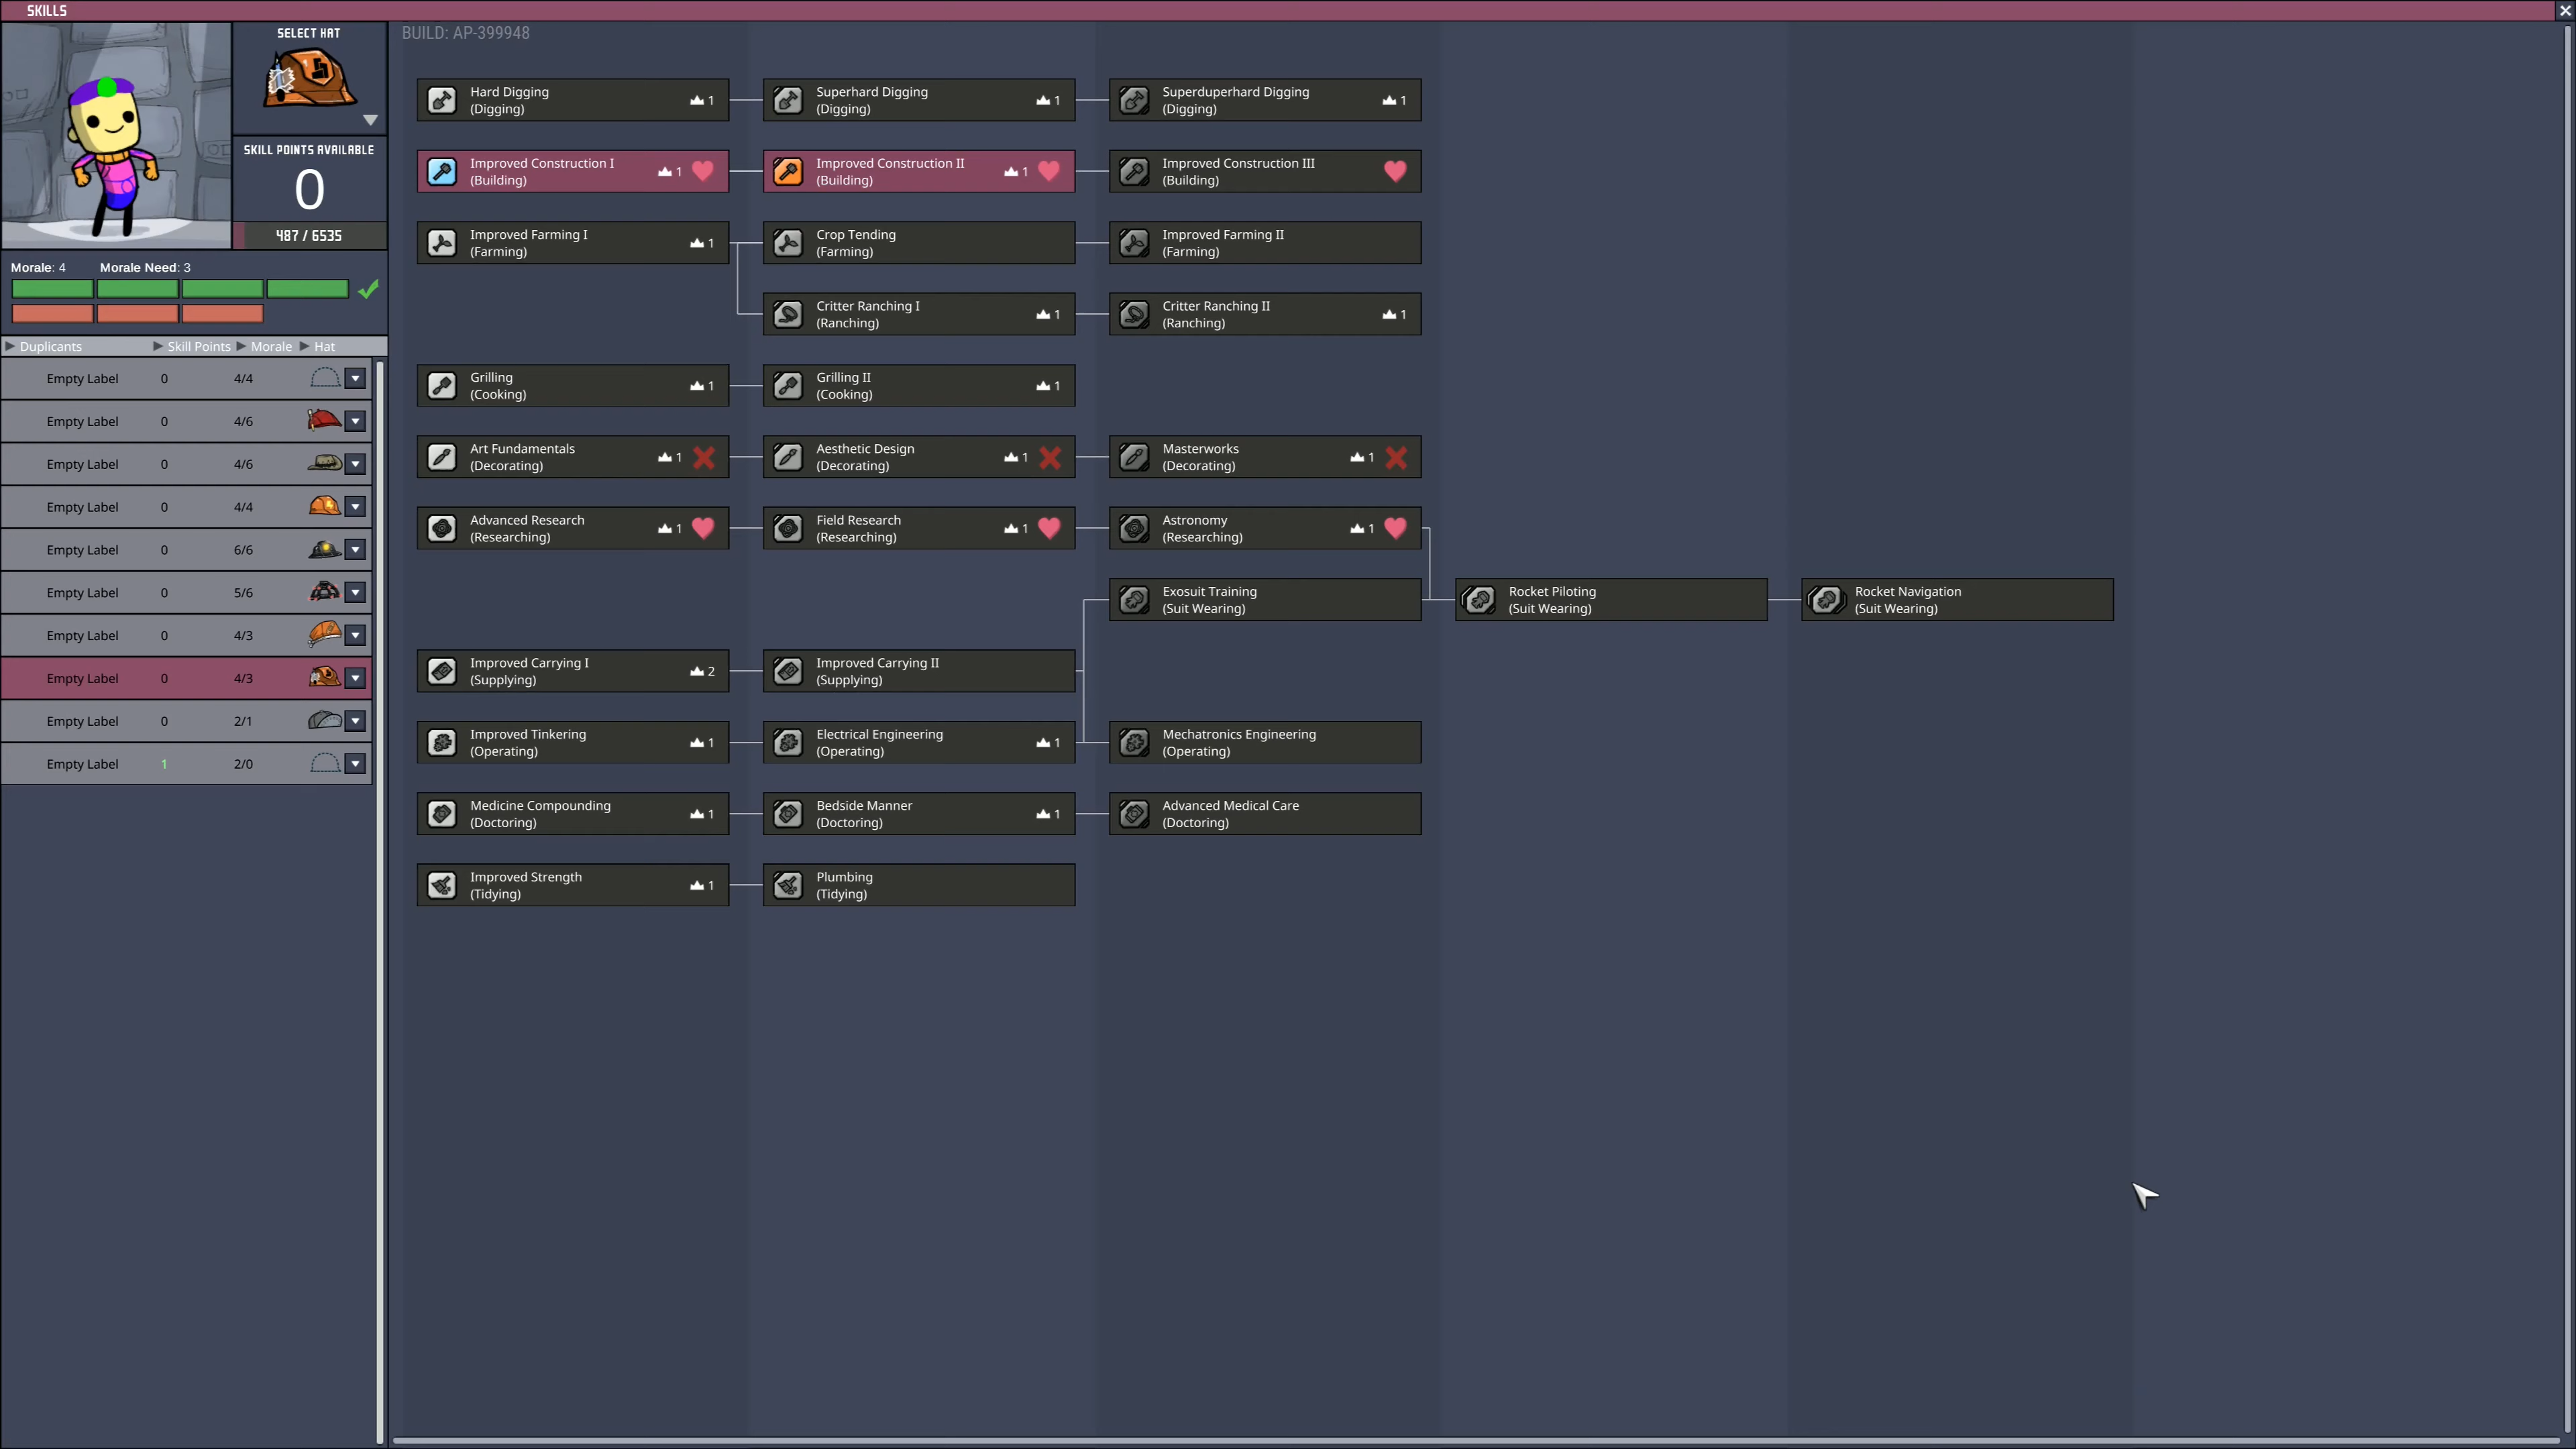 SKILLS
SELECT HAT
SKILL POINTS AVAILABLE
0
487 / 6535
Morale: 4 Morale Need: 3
Duplicants Skill Points Morale Hat
Empty Label 0 4/4
Empty Label 0 4/6
Empty Label 0 4/6
Empty Label 0 4/4
Empty Label 0 6/6
Empty Label 0 5/6
Empty Label 0 4/3
Empty Label 0 4/3
Empty Label 0 2/1
Empty Label 1 2/0
BUILD: AP-399948
Hard Digging
(Digging)
1
Superhard Digging
(Digging)
1
Superduperhard Digging
(Digging)
1
Improved Construction I
(Building)
1
Improved Construction II
(Building)
1
Improved Construction III
(Building)
Improved Farming I
(Farming)
1
Crop Tending
(Farming)
Improved Farming II
(Farming)
Critter Ranching I
(Ranching)
1
Critter Ranching II
(Ranching)
1
Grilling
(Cooking)
1
Grilling II
(Cooking)
1
Art Fundamentals
(Decorating)
1
Aesthetic Design
(Decorating)
1
Masterworks
(Decorating)
1
Advanced Research
(Researching)
1
Field Research
(Researching)
1
Astronomy
(Researching)
1
Exosuit Training
(Suit Wearing)
Rocket Piloting
(Suit Wearing)
Rocket Navigation
(Suit Wearing)
Improved Carrying I
(Supplying)
2
Improved Carrying II
(Supplying)
Improved Tinkering
(Operating)
1
Electrical Engineering
(Operating)
1
Mechatronics Engineering
(Operating)
Medicine Compounding
(Doctoring)
1
Bedside Manner
(Doctoring)
1
Advanced Medical Care
(Doctoring)
Improved Strength
(Tidying)
1
Plumbing
(Tidying)